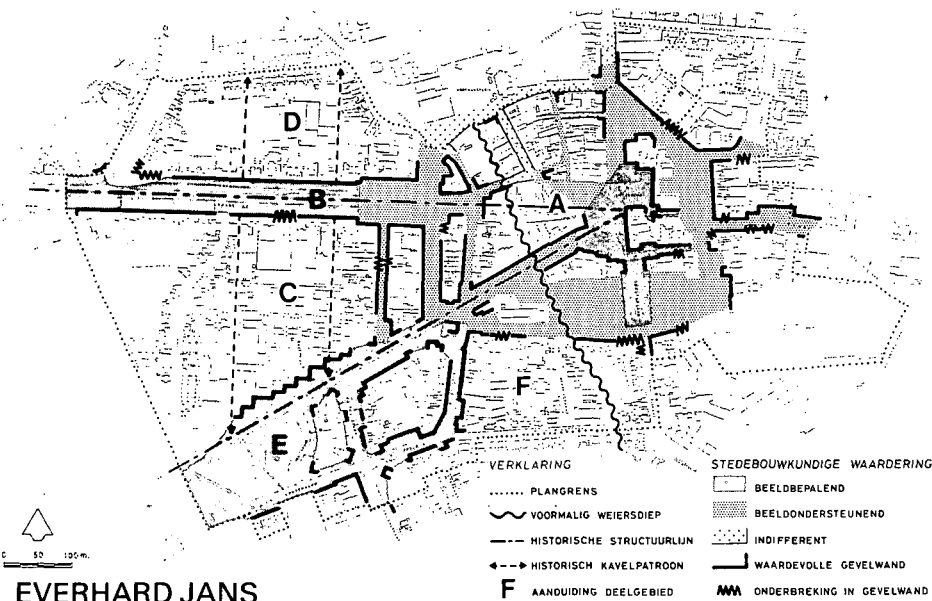 D
B
A
C
F
E
VERKLARING
PLANGRENS
VOORMALIG WEIERSDIEP
HISTORISCHE STRUCTUURLIJN
HISTORISCH KAVELPATROON
F AANDUIDING DEELGEBIED
STEDEBOUWKUNDIGE WAARDERING
BEELDBEPALEND
BEELDONDERSTEUNEND
INDIFFERENT
WAARDEVOLLE GEVELWAND
ONDERBREKING IN GEVELWAND
0 50 100m.
EVERHARD JANS